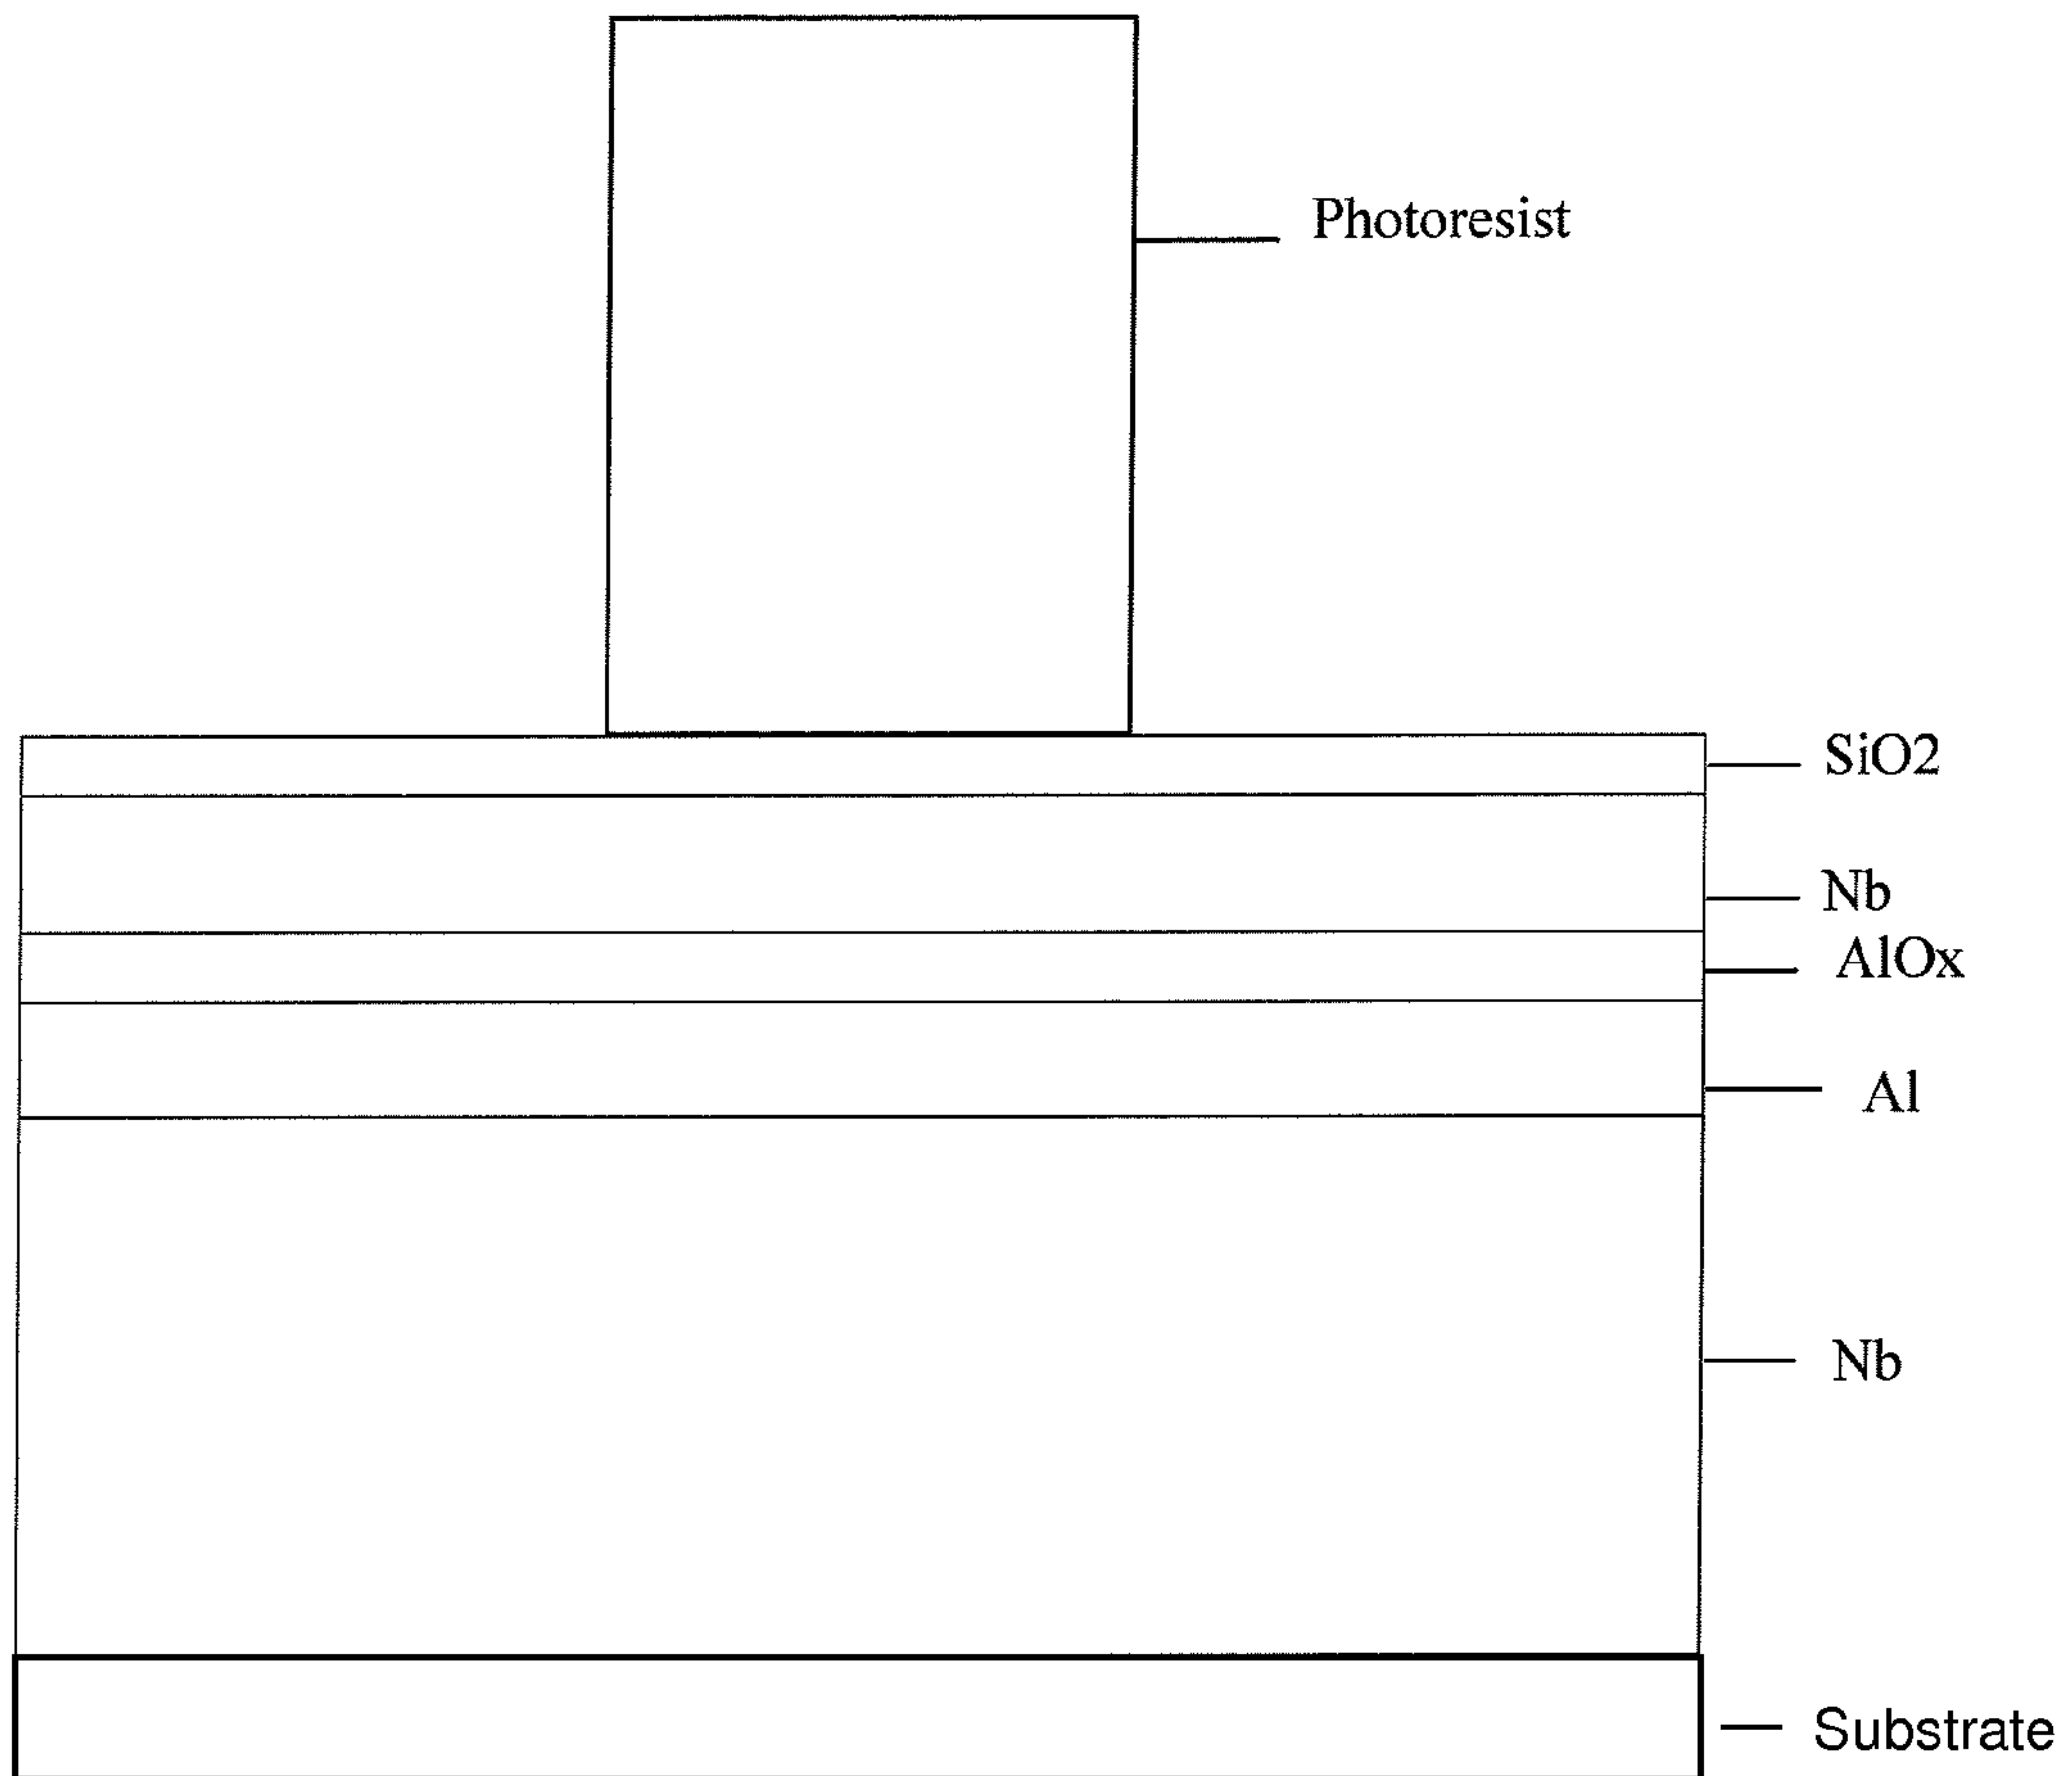 Photoresist
SiO2
Nb
AlOx
Al
Nb
Substrate